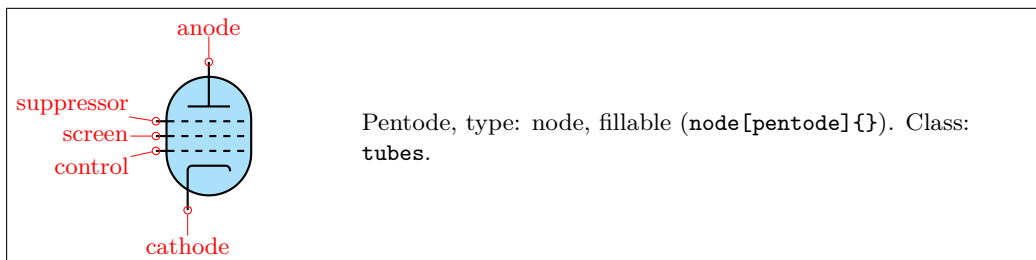 anode
suppressor
screen
control
cathode
Pentode, type: node, fillable (node[pentode]{}). Class:
tubes.